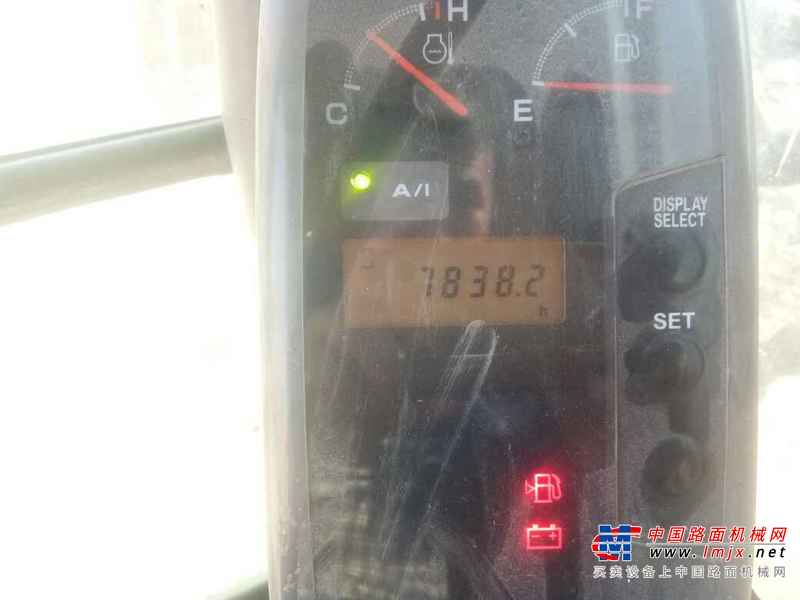 H
F
C
E
A/I
DISPLAY
SELECT
7838.2
h
SET
中国路面机械网
www.lmjx.net
买卖设备上中国路面机械网